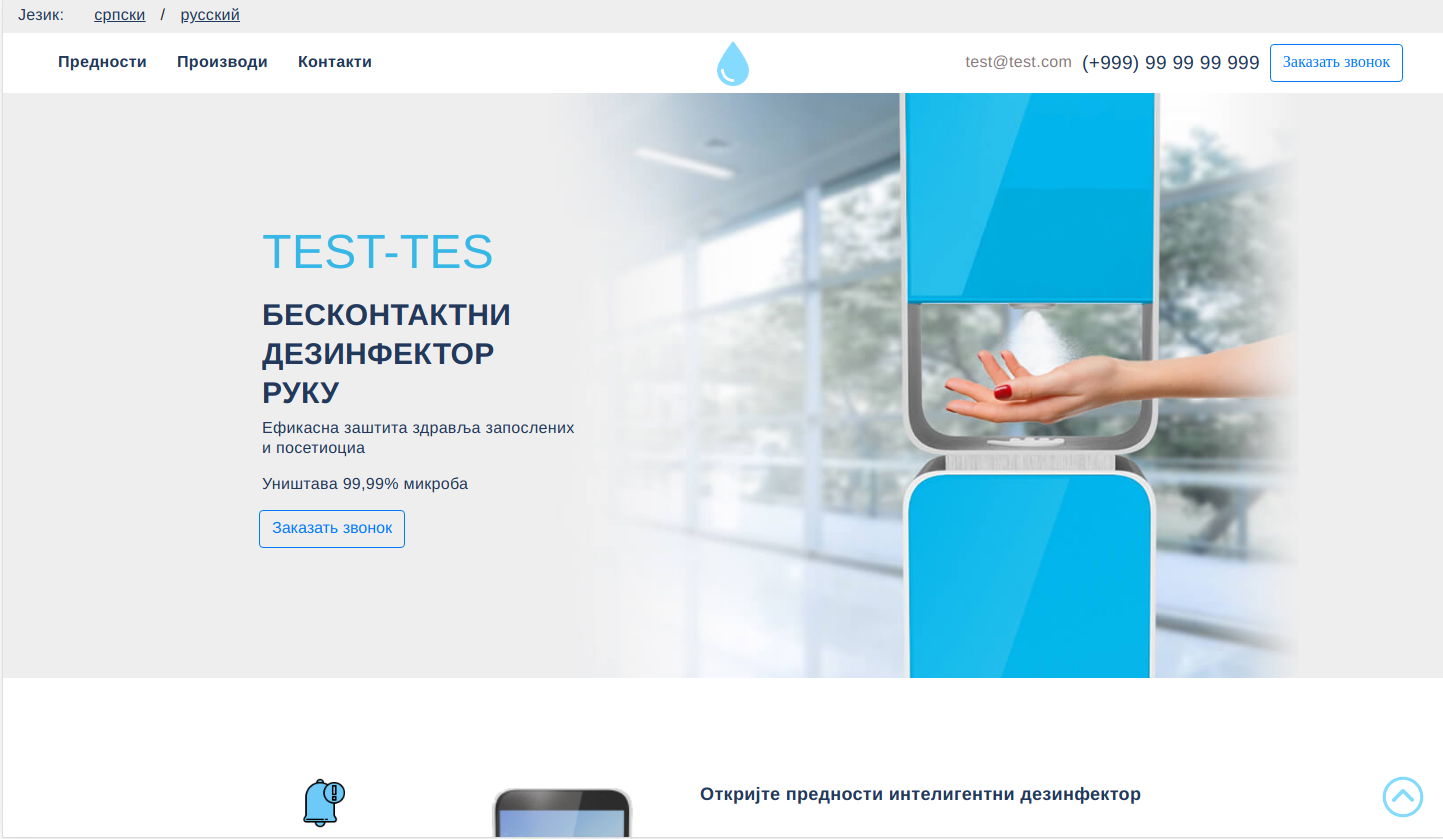 Језик: српски / русский
Предности Производи Контакти test@test.com (+999) 99 99 99 999 Заказать звонок
TEST-TES
БЕСКОНТАКТНИ
ДЕЗИНФЕКТОР
РУКУ
Ефикасна заштита здравља запослених
и посетиоциа
Уништава 99,99% микроба
Заказать звонок
Откријте предности интелигентни дезинфектор